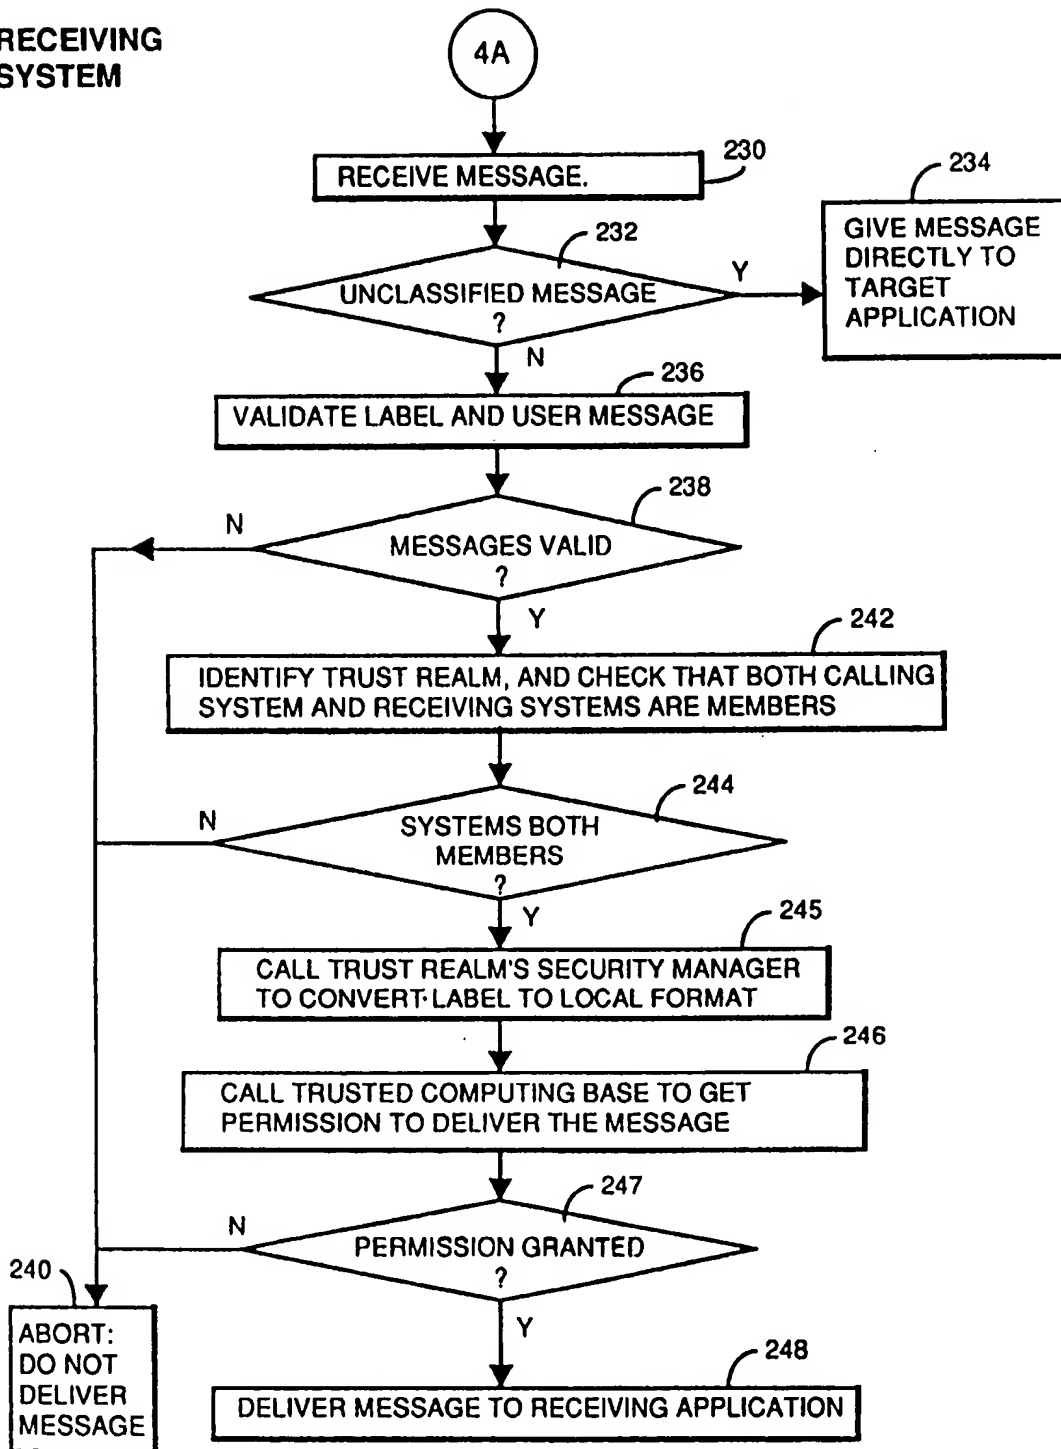 RECEIVING
SYSTEM
4A
RECEIVE MESSAGE.
230
234
GIVE MESSAGE
DIRECTLY TO
TARGET
APPLICATION
232
UNCLASSIFIED MESSAGE
?
Y
N
236
VALIDATE LABEL AND USER MESSAGE
238
N
MESSAGES VALID
?
Y
242
IDENTIFY TRUST REALM, AND CHECK THAT BOTH CALLING
SYSTEM AND RECEIVING SYSTEMS ARE MEMBERS
244
N
SYSTEMS BOTH
MEMBERS
?
Y
245
CALL TRUST REALM'S SECURITY MANAGER
TO CONVERT LABEL TO LOCAL FORMAT
246
CALL TRUSTED COMPUTING BASE TO GET
PERMISSION TO DELIVER THE MESSAGE
247
N
PERMISSION GRANTED
?
Y
240
ABORT:
DO NOT
DELIVER
MESSAGE
248
DELIVER MESSAGE TO RECEIVING APPLICATION